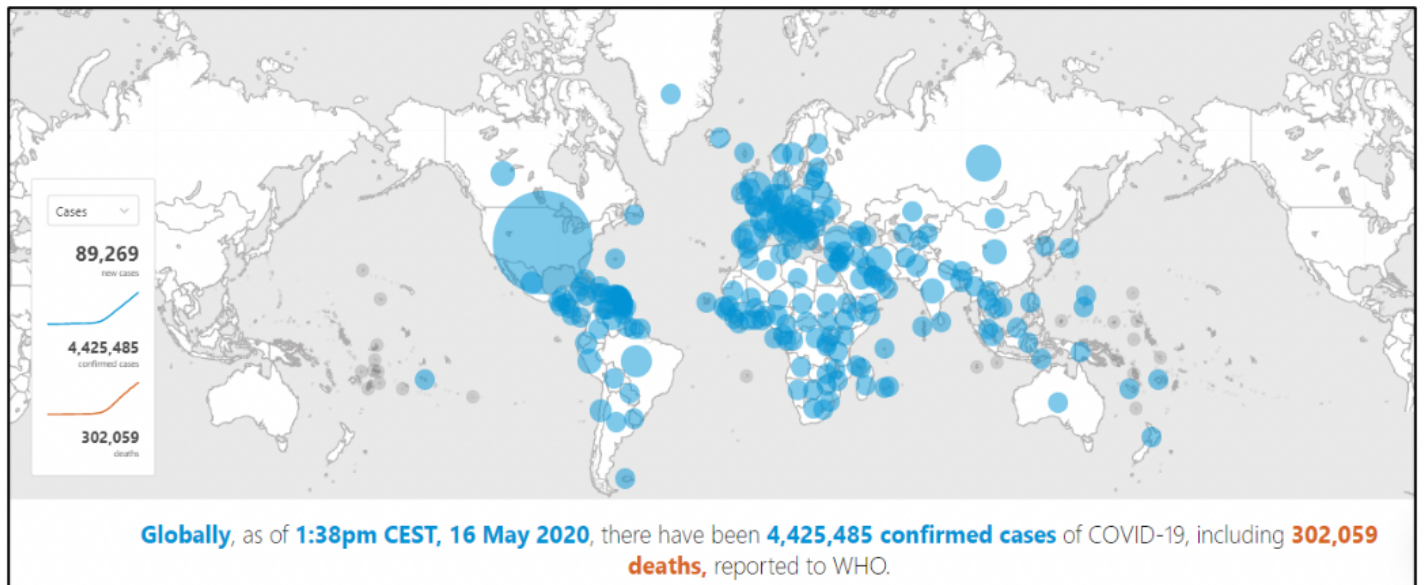 Cases
89,269
new cases
4,425,485
confirmed cases
302,059
deaths
Globally, as of 1:38pm CEST, 16 May 2020, there have been 4,425,485 confirmed cases of COVID-19, including 302,059
deaths, reported to WHO.